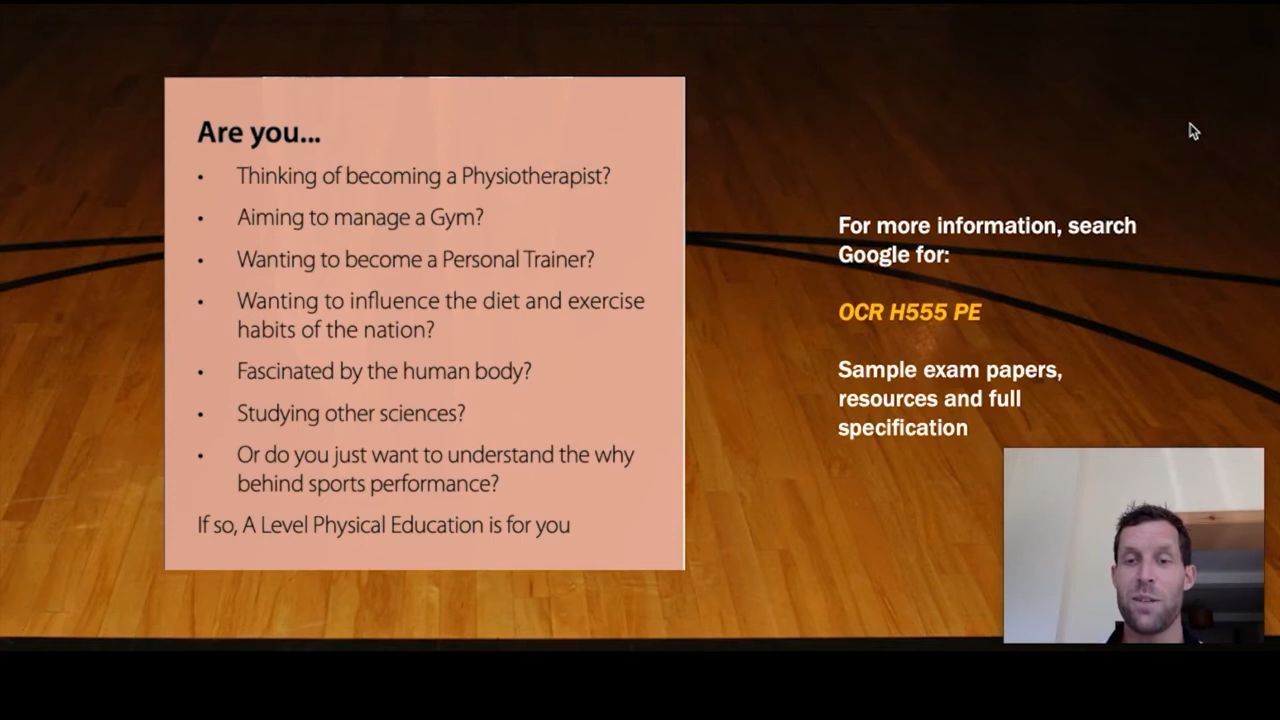 Are you...
• Thinking of becoming a Physiotherapist?
• Aiming to manage a Gym?
• Wanting to become a Personal Trainer?
• Wanting to influence the diet and exercise
habits of the nation?
• Fascinated by the human body?
• Studying other sciences?
• Or do you just want to understand the why
behind sports performance?
If so, A Level Physical Education is for you
For more information, search
Google for:
OCR H555 PE
Sample exam papers,
resources and full
specification